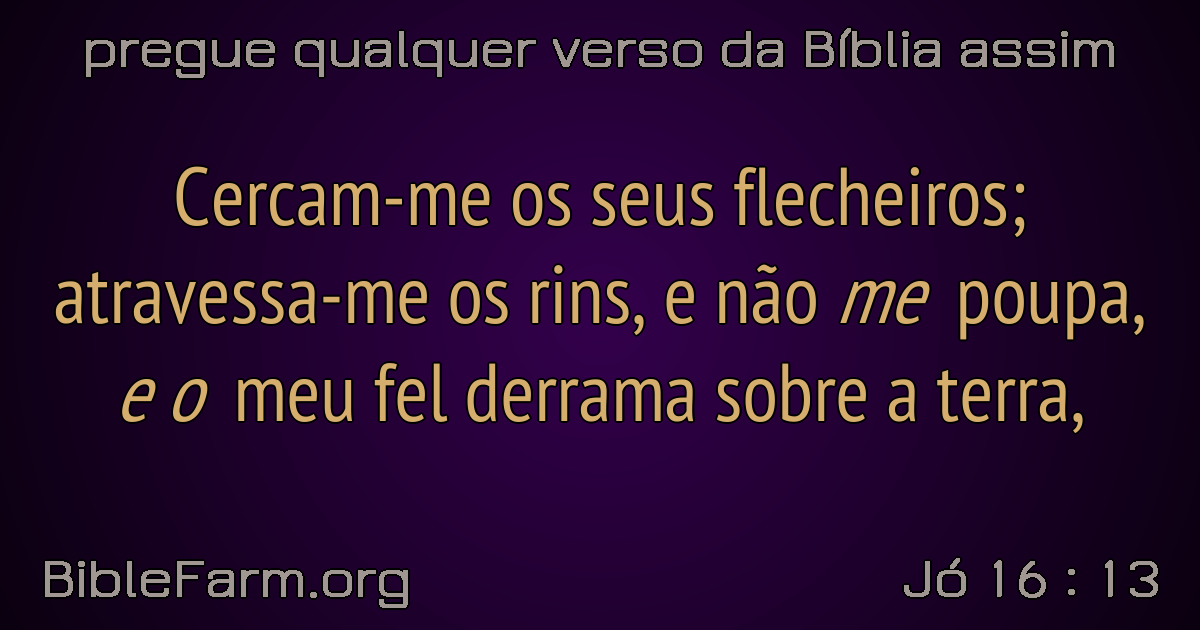 pregue qualquer verso da Bíblia assim
Cercam-me os seus flecheiros;
atravessa-me os rins, e não me poupa,
e o meu fel derrama sobre a terra,
BibleFarm.org
Jó 16 : 13